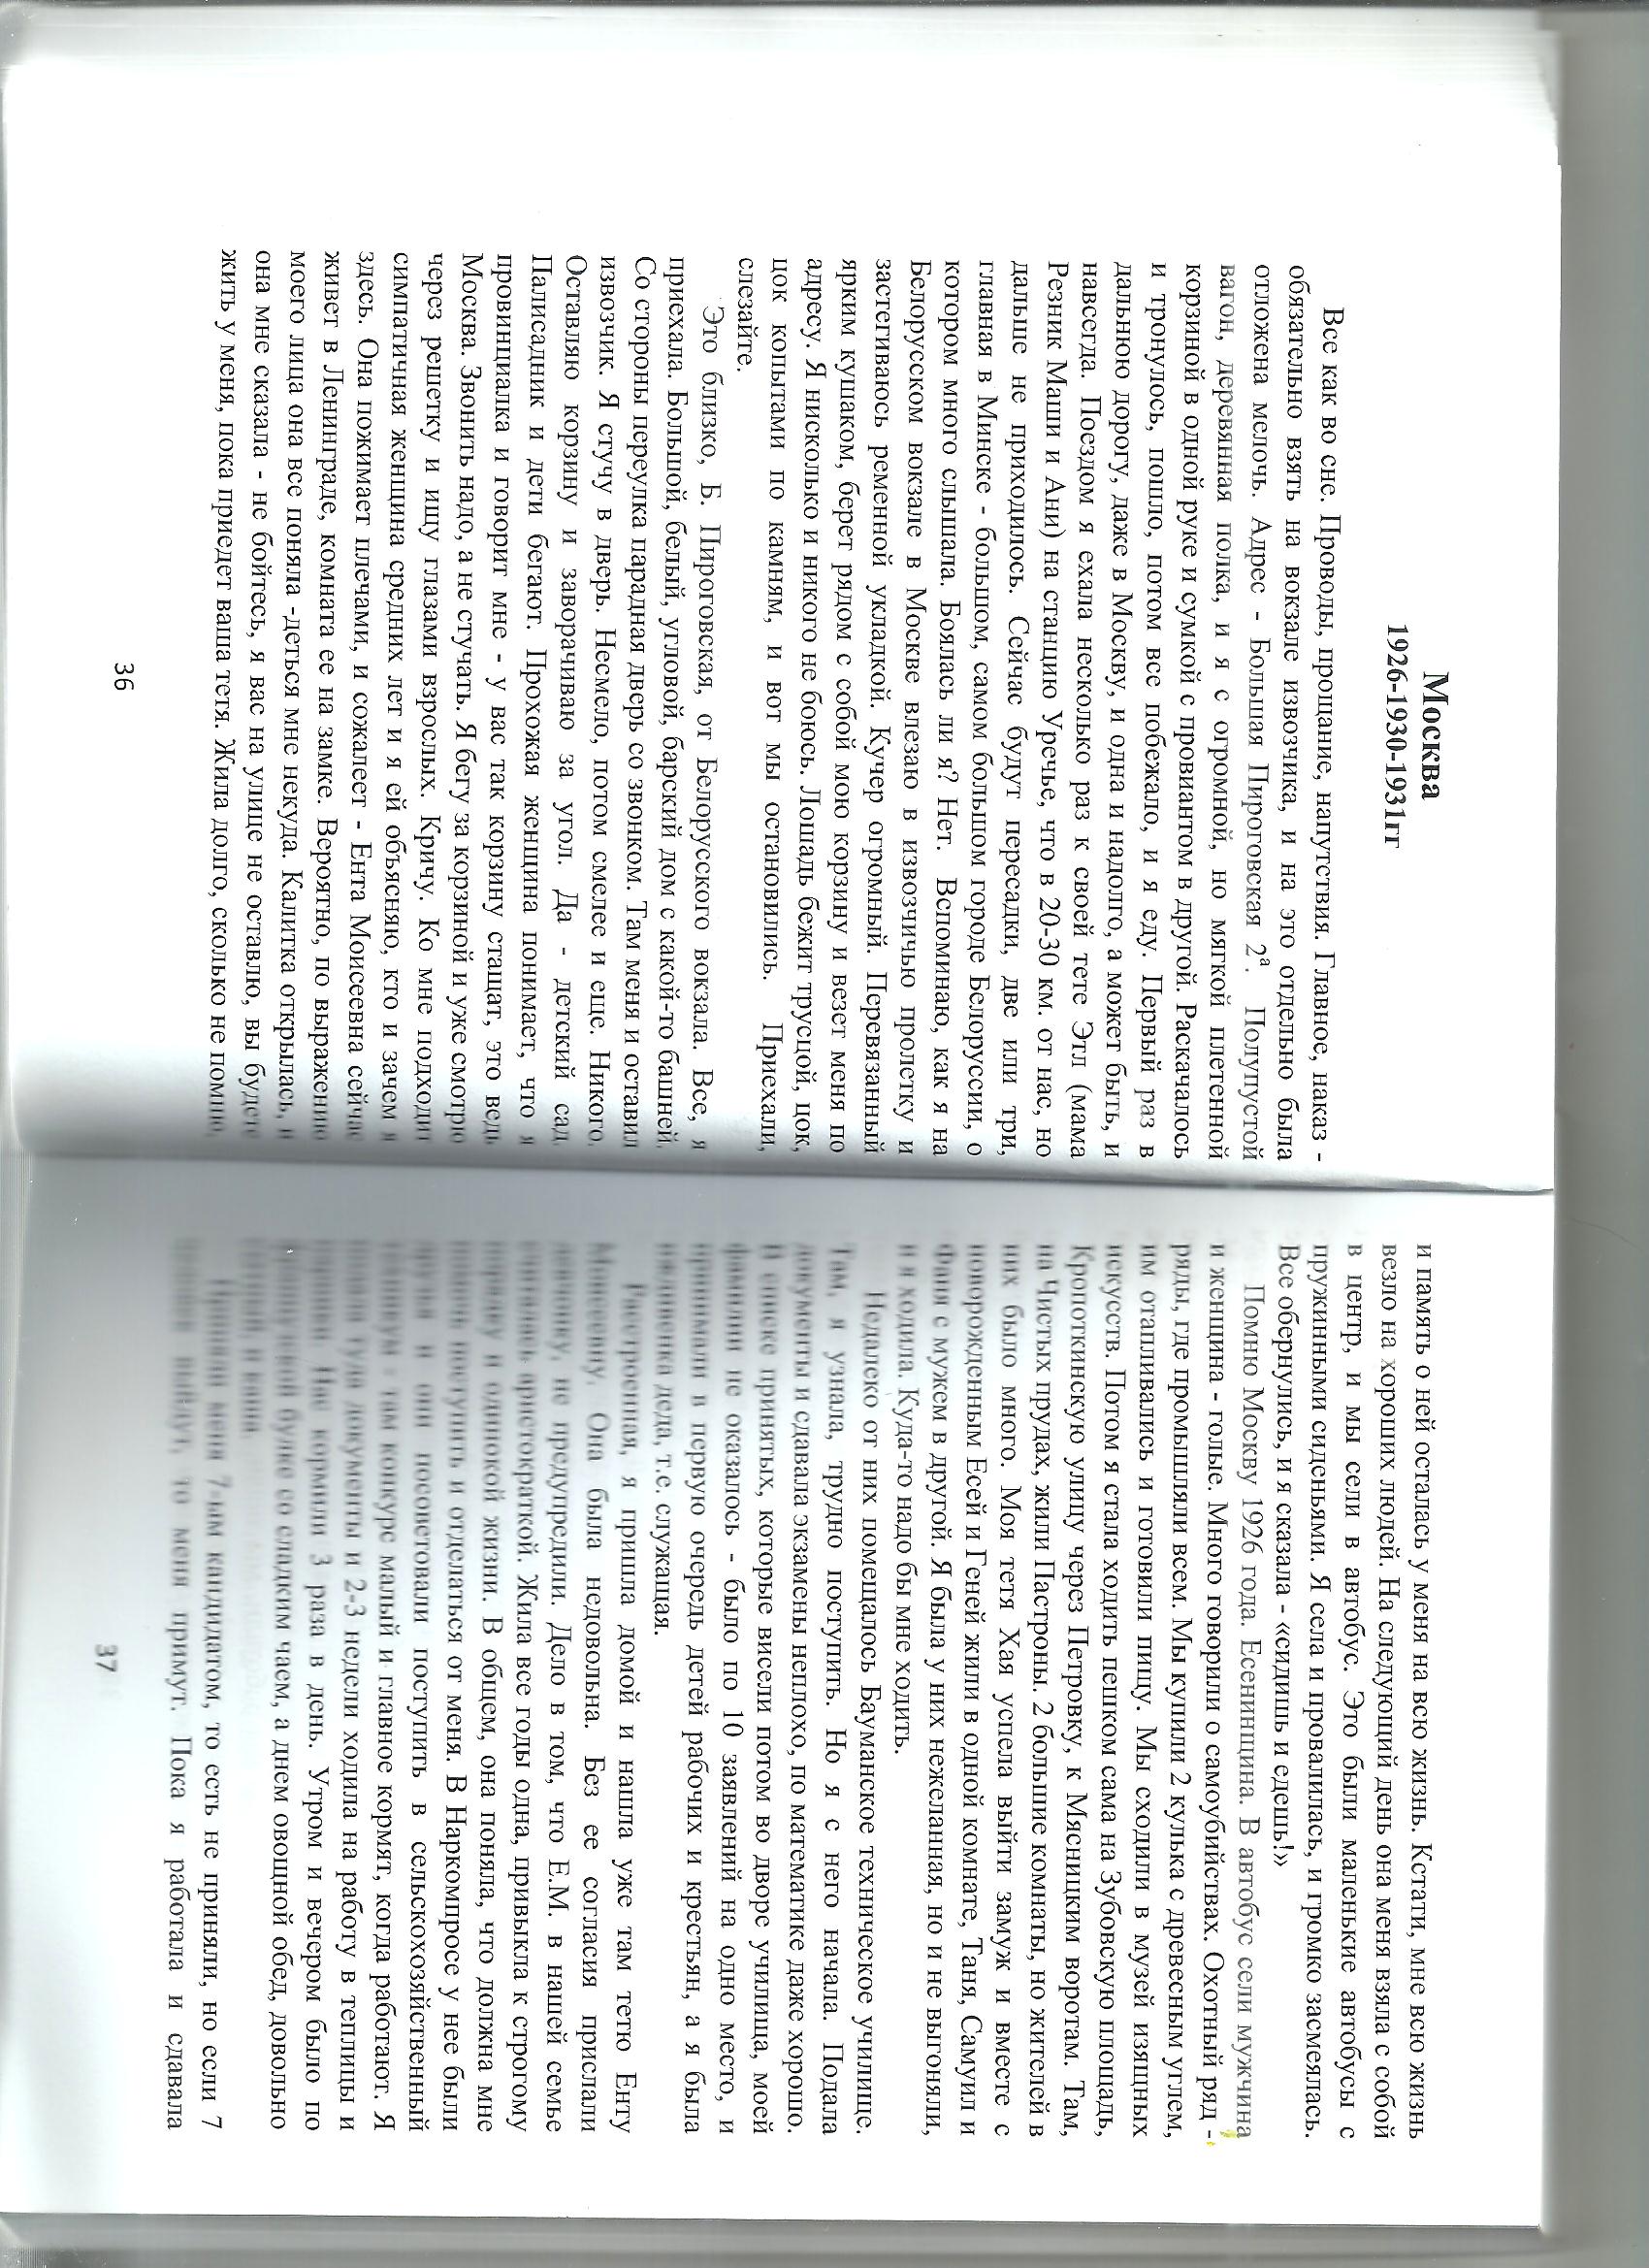 Москва
1926-1930-1931гг
Все как во сне. Проводы, прощание, напутствия. Главное, наказ -
обязательно взять на вокзале извозчика, и на это отдельно была
отложена мелочь. Адрес - Большая Пироговская 2ª. Полупустой
вагон, деревянная полка, и я с огромной, но мягкой плетенной
корзиной в одной руке и сумкой с провиантом в другой. Раскачалось
и тронулось, пошло, потом все побежало, и я еду. Первый раз в
дальнюю дорогу, даже в Москву, и одна и надолго, а может быть, и
навсегда. Поездом я ехала несколько раз к своей тете Этл (мама
Резник Маши и Ани) на станцию Уречье, что в 20-30 км. от нас, но
дальше не приходилось. Сейчас будут пересадки, две или три,
главная в Минске - большом, самом большом городе Белоруссии, о
котором много слышала. Боялась ли я? Нет. Вспоминаю, как я на
Белорусском вокзале в Москве влезаю в извозчичью пролетку и
застегиваюсь ременной укладкой. Кучер огромный. Перевязанный
ярким кушаком, берет рядом с собой мою корзину и везет меня по
адресу. Я нисколько и никого не боюсь. Лошадь бежит трусцой, цок,
цок копытами по камням, и вот мы остановились. Приехали,
слезайте.
Это близко, Б. Пироговская, от Белорусского вокзала. Все, я
приехала. Большой, белый, угловой, барский дом с какой-то башней.
Со стороны переулка парадная дверь со звонком. Там меня и оставил
извозчик. Я стучу в дверь. Несмело, потом смелее и еще. Никого.
Оставляю корзину и заворачиваю за угол. Да - детский сад.
Палисадник и дети бегают. Прохожая женщина понимает, что я
провинциалка и говорит мне - у вас так корзину стащат, это ведь
Москва. Звонить надо, а не стучать. Я бегу за корзиной и уже смотрю
через решетку и ищу глазами взрослых. Кричу. Ко мне подходит
симпатичная женщина средних лет и я ей объясняю, кто и зачем я
здесь. Она пожимает плечами, и сожалеет - Ента Моисеевна сейчас
живет в Ленинграде, комната ее на замке. Вероятно, по выражению
моего лица она все поняла -деться мне некуда. Калитка открылась, и
она мне сказала - не бойтесь, я вас на улице не оставлю, вы будете
жить у меня, пока приедет ваша тетя. Жила долго, сколько не помню,
36
и память о ней осталась у меня на всю жизнь. Кстати, мне всю жизнь
везло на хороших людей. На следующий день она меня взяла с собой
в центр, и мы сели в автобус. Это были маленькие автобусы с
пружинными сиденьями. Я села и провалилась, и громко засмеялась.
Все обернулись, и я сказала - «сидишь и едешь!»
Помню Москву 1926 года. Есенинщина. В автобус сели мужчина
и женщина - голые. Много говорили о самоубийствах. Охотный ряд -
ряды, где промышляли всем. Мы купили 2 кулька с древесным углем,
им отапливались и готовили пищу. Мы сходили в музей изящных
искусств. Потом я стала ходить пешком сама на Зубовскую площадь,
Кропоткинскую улицу через Петровку, к Мясницким воротам. Там,
на Чистых прудах, жили Пастроны. 2 большие комнаты, но жителей в
них было много. Моя тетя Хая успела выйти замуж и вместе с
новорожденным Есей и Геней жили в одной комнате, Таня, Самуил и
Фаня с мужем в другой. Я была у них нежеланная, но и не выгоняли,
и я ходила. Куда-то надо бы мне ходить.
Недалеко от них помещалось Бауманское техническое училище.
Там, я узнала, трудно поступить. Но я с него начала. Подала
документы и сдавала экзамены неплохо, по математике даже хорошо.
В списке принятых, которые висели потом во дворе училища, моей
фамилии не оказалось - было по 10 заявлений на одно место, и
принимали в первую очередь детей рабочих и крестьян, а я была
иждивенка деда, т.е. служащая.
Расстроенная, я пришла домой и нашла уже там тетю Енту
Моисеевну. Она была недовольна. Без ее согласия прислали
девчонку, не предупредили. Дело в том, что Е.М. в нашей семье
считалась аристократкой. Жила все годы одна, привыкла к строгому
порядку и одинокой жизни. В общем, она поняла, что должна мне
помочь поступить и отделаться от меня. В Наркомпросе у нее были
друзья и они посоветовали поступить в сельскохозяйственный
техникум - там конкурс малый и главное кормят, когда работают. Я
подала туда документы и 2-3 недели ходила на работу в теплицы и
парники. Нас кормили 3 раза в день. Утром и вечером было по
французской булке со сладким чаем, а днем овощной обед, довольно
сытный, и каша.
Приняли меня 7-ым кандидатом, то есть не приняли, но если 7
человек выйдут, то меня примут. Пока я работала и сдавала
37